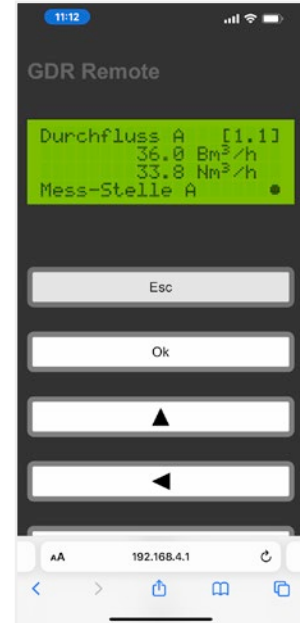 11:12
GDR Remote
Durchfluss A [1.1]
36.0 Bm³/h
33.8 Nm³/h
Mess-Stelle A
Esc
Ok
AA 192.168.4.1